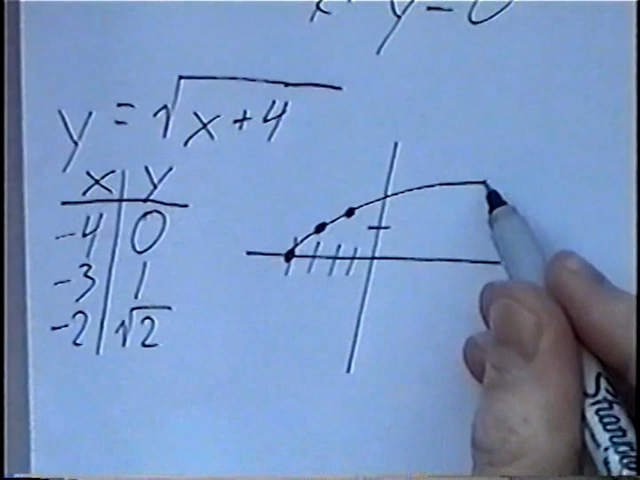 y = √x+4
x y
-4 0
-3 1
-2 √2